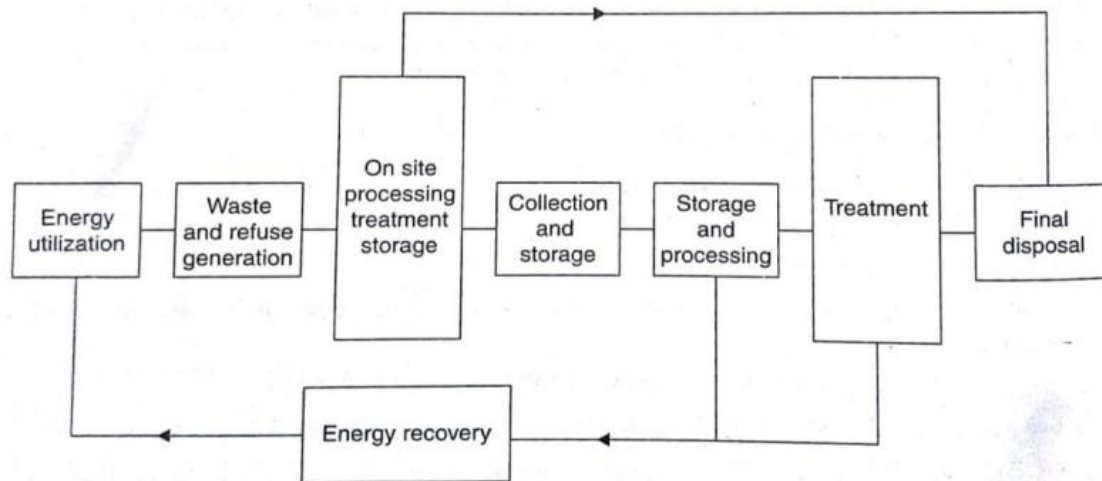 Energy
utilization
Waste
and refuse
generation
On site
processing
treatment
storage
Collection
and
storage
Storage
and
processing
Treatment
Final
disposal
Energy recovery